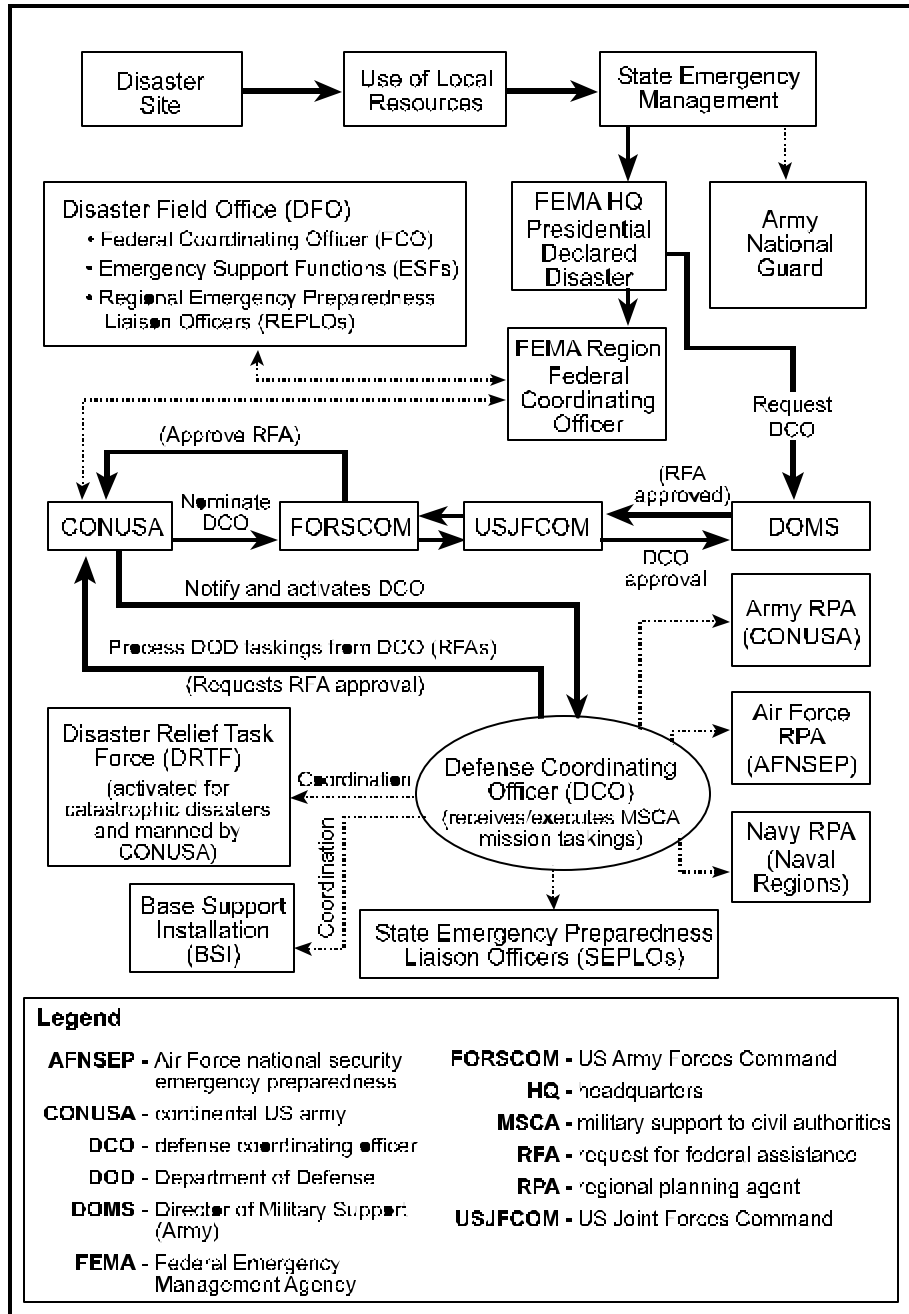 Disaster
Site
Use of Local
Resources
State Emergency
Management
Disaster Field Office (DFO)
• Federal Coordinating Officer (FCO)
• Emergency Support Functions (ESFs)
• Regional Emergency Preparedness
Liaison Officers (REPLOs)
FEMA HQ
Presidential
Declared
Disaster
Army
National
Guard
FEMA Region
Federal
Coordinating
Officer
Request
DCO
(Approve RFA)
(RFA
approved)
Nominate
DCO
CONUSA
FORSCOM
USJFCOM
DOMS
DCO
approval
Notify and activates DCO
Process DOD taskings from DCO (RFAs)
(Requests RFA approval)
Army RPA
(CONUSA)
Air Force
RPA
(AFNSEP)
Navy RPA
(Naval
Regions)
Disaster Relief Task
Force (DRTF)
(activated for
catastrophic disasters
and manned by
CONUSA)
Coordination
Defense Coordinating
Officer (DCO)
(receives/executes MSCA
mission taskings)
Coordination
Base Support
Installation
(BSI)
State Emergency Preparedness
Liaison Officers (SEPLOs)
Legend
AFNSEP - Air Force national security
emergency preparedness
CONUSA - continental US army
DCO - defense coordinating officer
DOD - Department of Defense
DOMS - Director of Military Support
(Army)
FEMA - Federal Emergency
Management Agency
FORSCOM - US Army Forces Command
HQ - headquarters
MSCA - military support to civil authorities
RFA - request for federal assistance
RPA - regional planning agent
USJFCOM - US Joint Forces Command